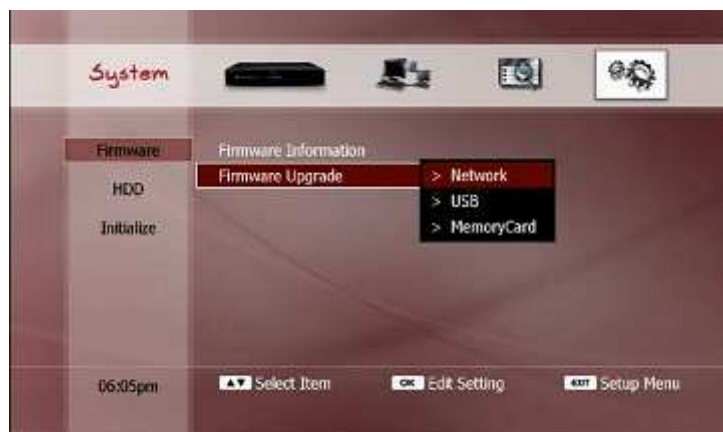 System
Firmware
HDD
Initialize
Firmware Information
Firmware Upgrade
> Network
> USB
> MemoryCard
06:05pm
▲▼ Select Item
OK Edit Setting
EXIT Setup Menu